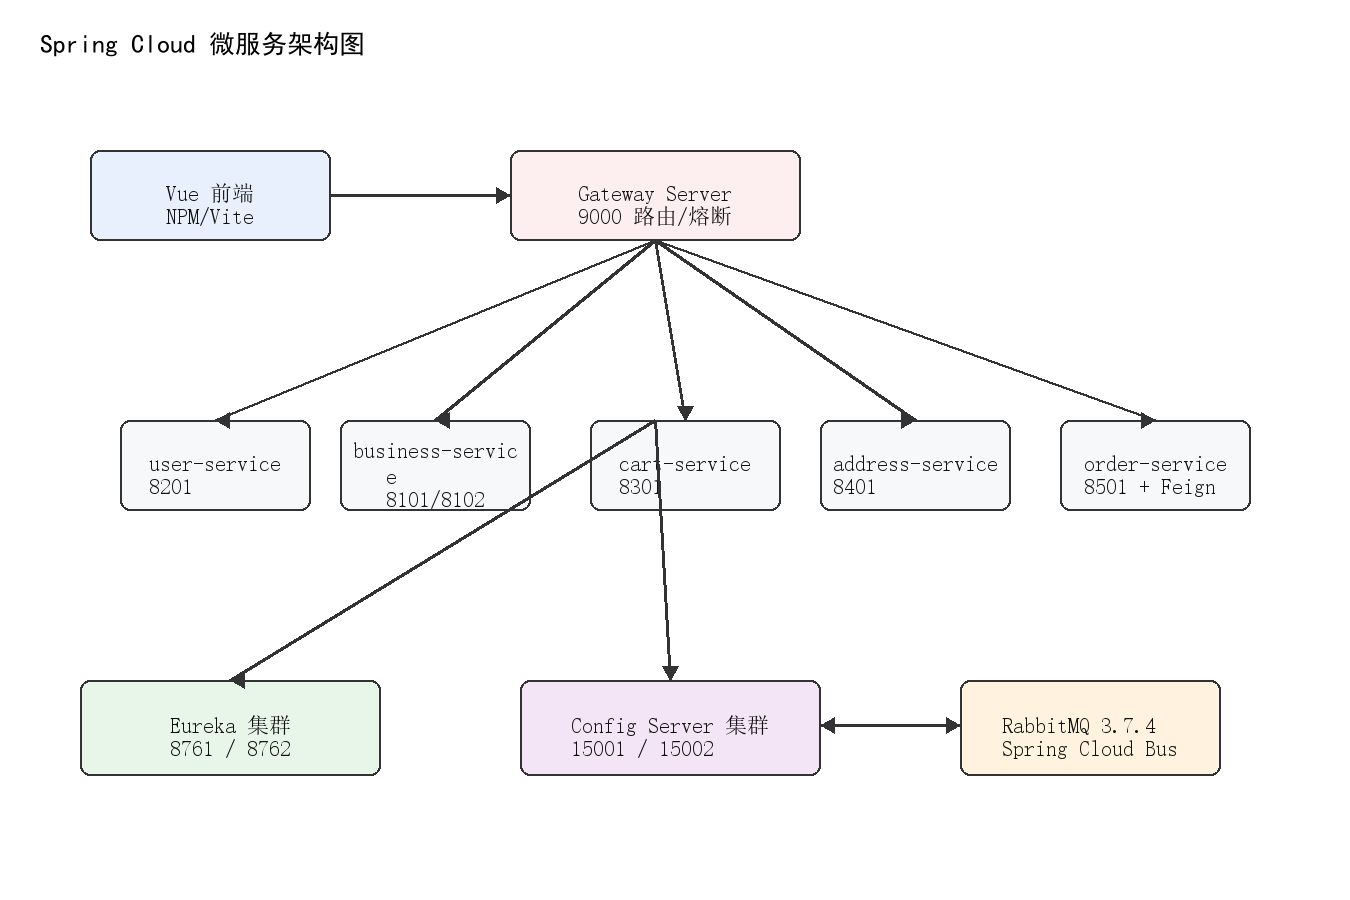 Spring Cloud 微服务架构图
Vue 前端
NPM/Vite
Gateway Server
9000 路由/熔断
user-service
8201
business-servic
e
8101/8102
cart-service
8301
address-service
8401
order-service
8501 + Feign
Eureka 集群
8761 / 8762
Config Server 集群
15001 / 15002
RabbitMQ 3.7.4
Spring Cloud Bus